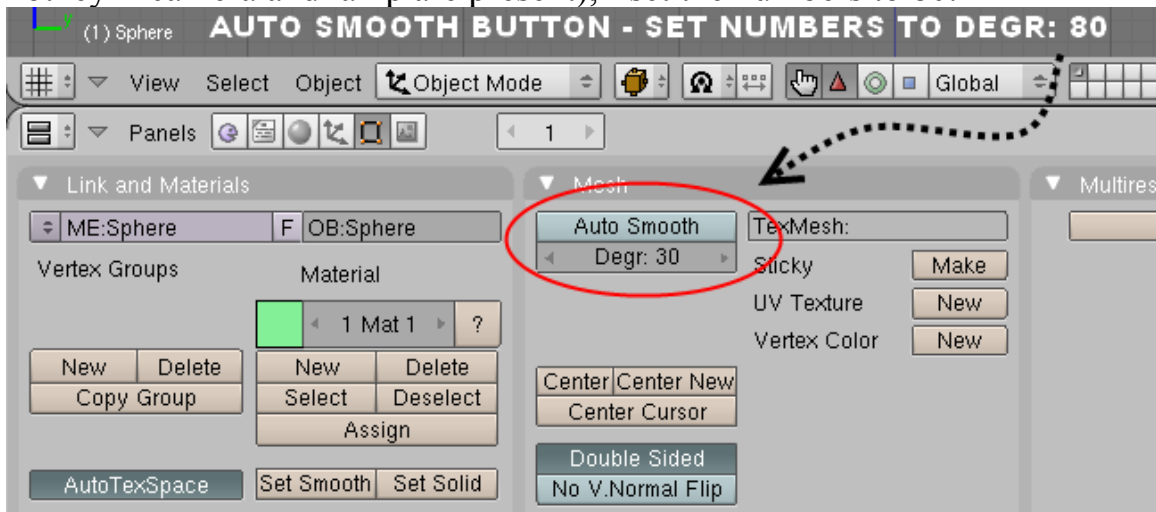 (1) Sphere AUTO SMOOTH BUTTON - SET NUMBERS TO DEGR: 80
View Select Object Object Mode Global
Panels 1
Link and Materials Mesh Multires
ME:Sphere F OB:Sphere Auto Smooth TexMesh:
Degr: 30 Sticky Make
Vertex Groups Material
UV Texture New
1 Mat 1 ?
Vertex Color New
New Delete New Delete
Center Center New
Copy Group Select Deselect
Center Cursor
Assign
Double Sided
AutoTexSpace Set Smooth Set Solid
No V.Normal Flip